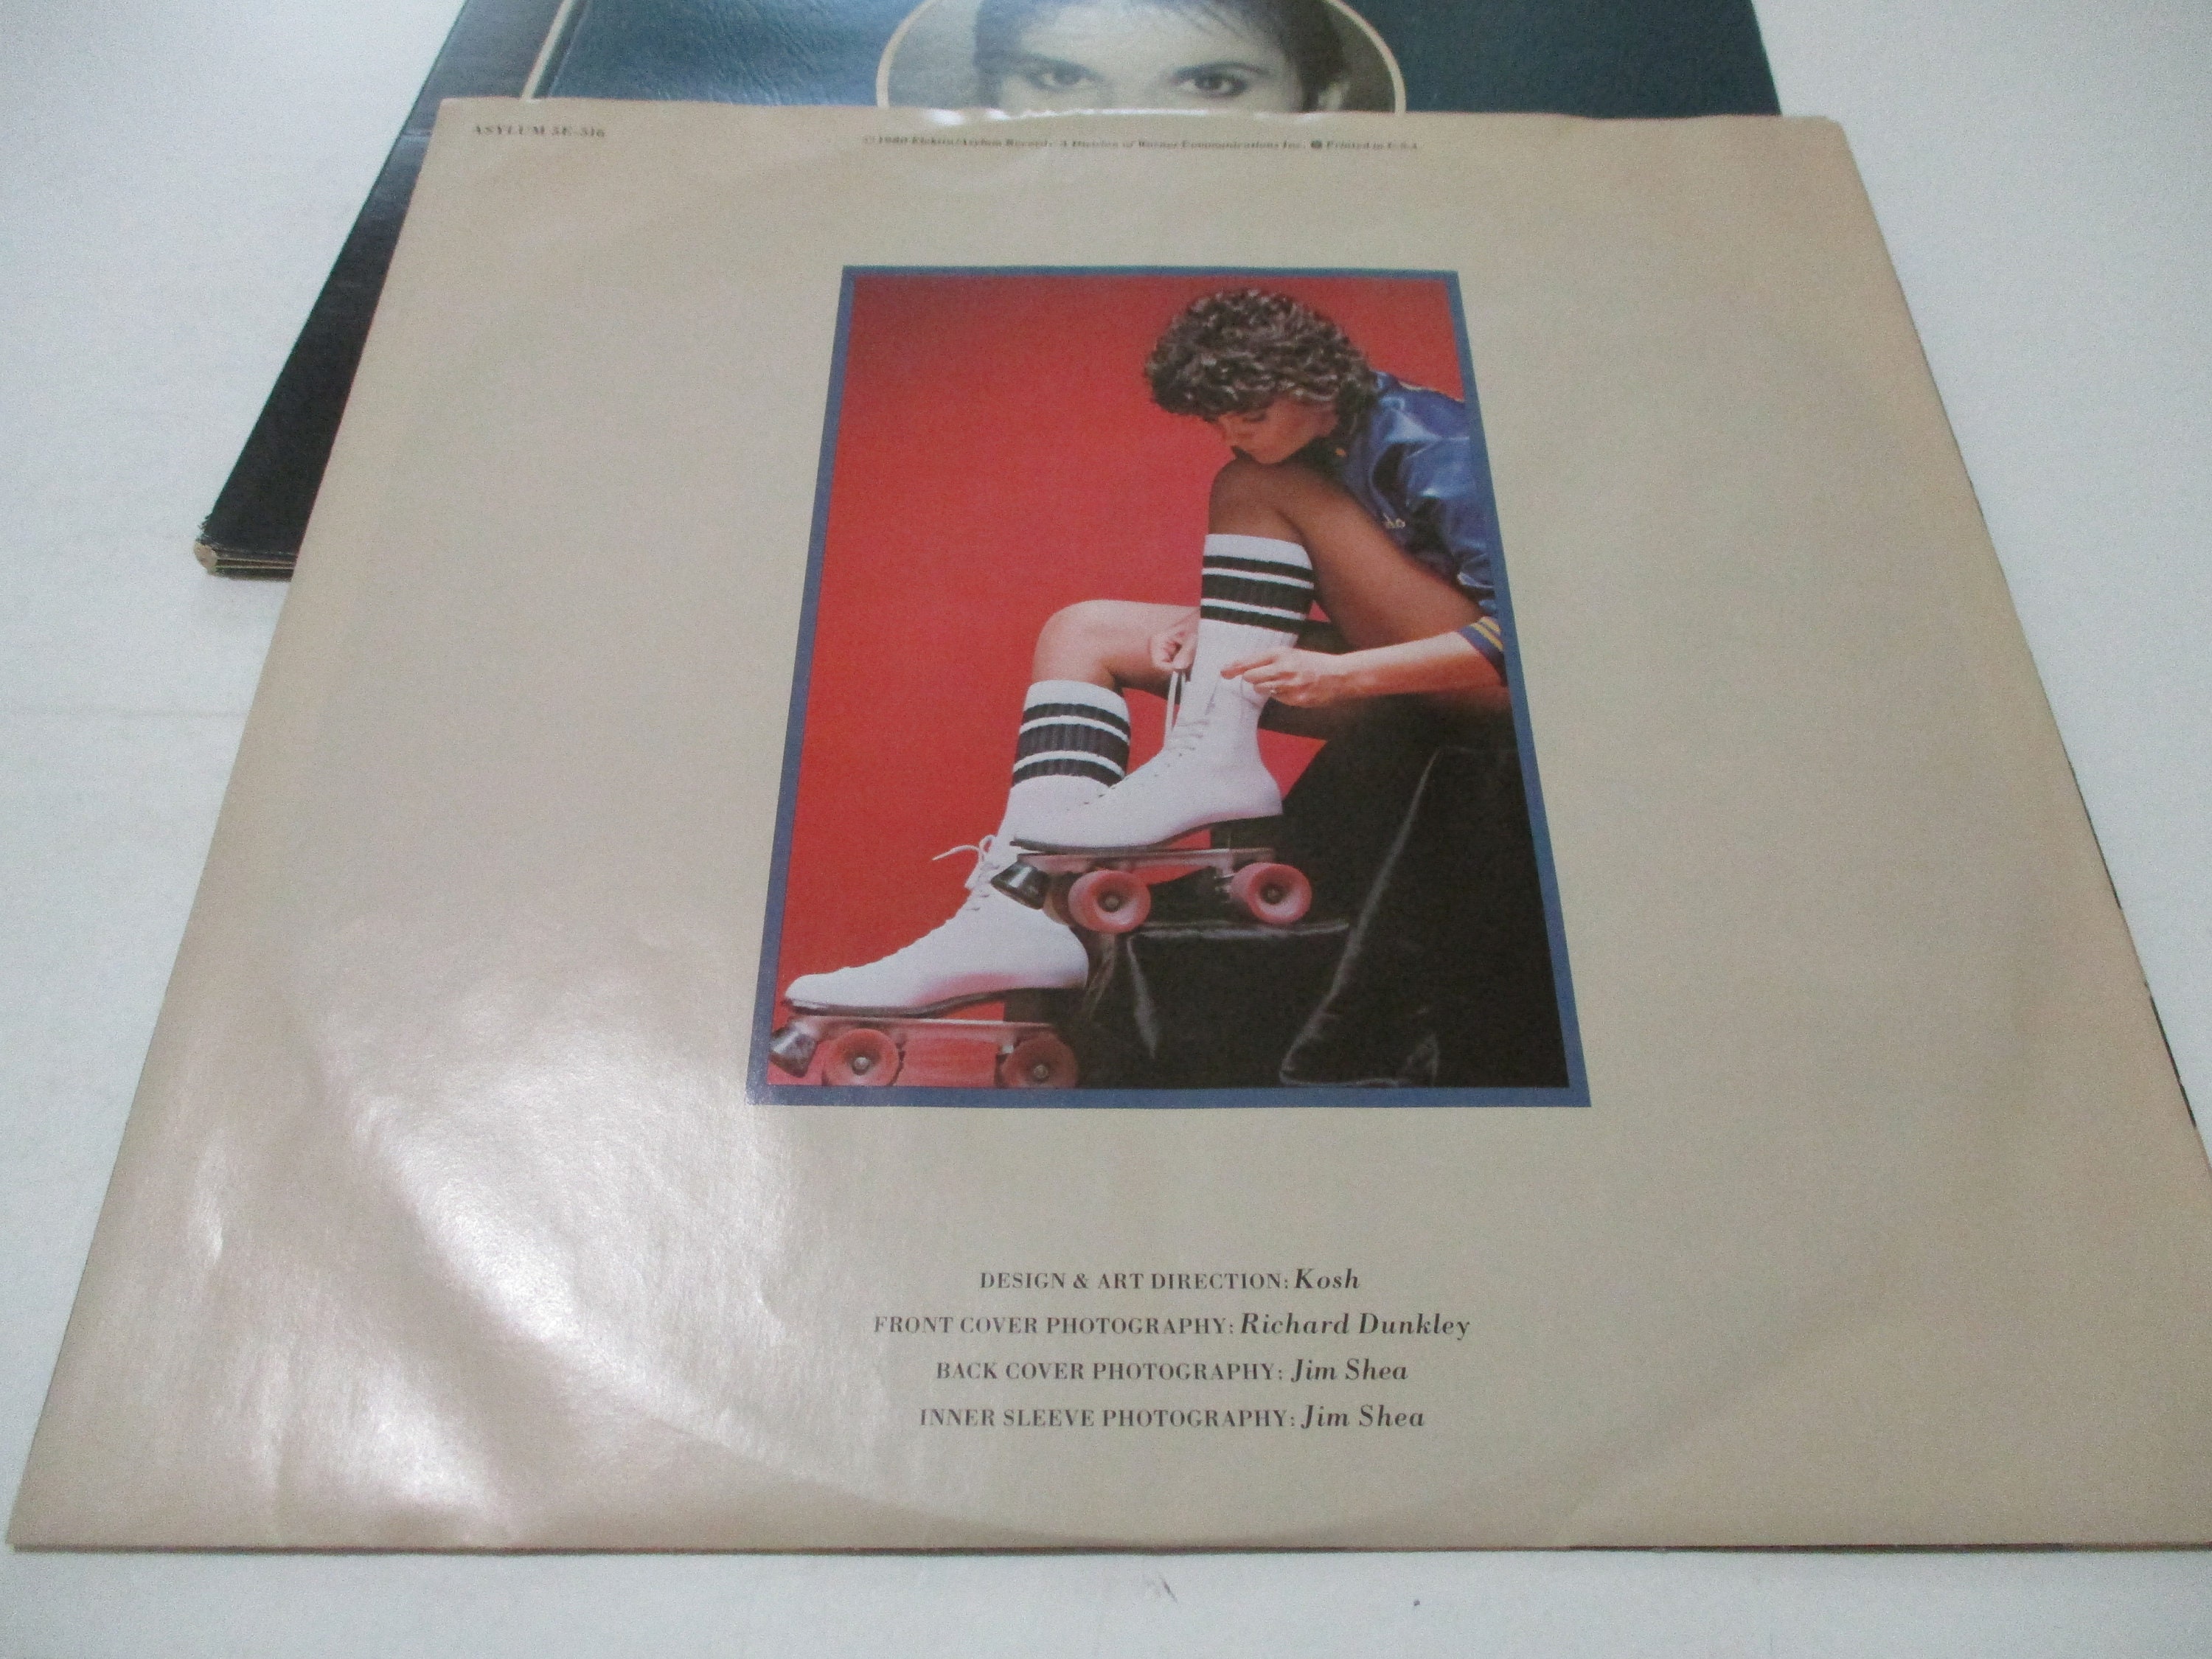 ASYLUM 5E-516
© 1980 Elektra/Asylum Records · A Division of Warner Communications Inc. Printed in U.S.A.
DESIGN & ART DIRECTION: Kosh
FRONT COVER PHOTOGRAPHY: Richard Dunkley
BACK COVER PHOTOGRAPHY: Jim Shea
INNER SLEEVE PHOTOGRAPHY: Jim Shea